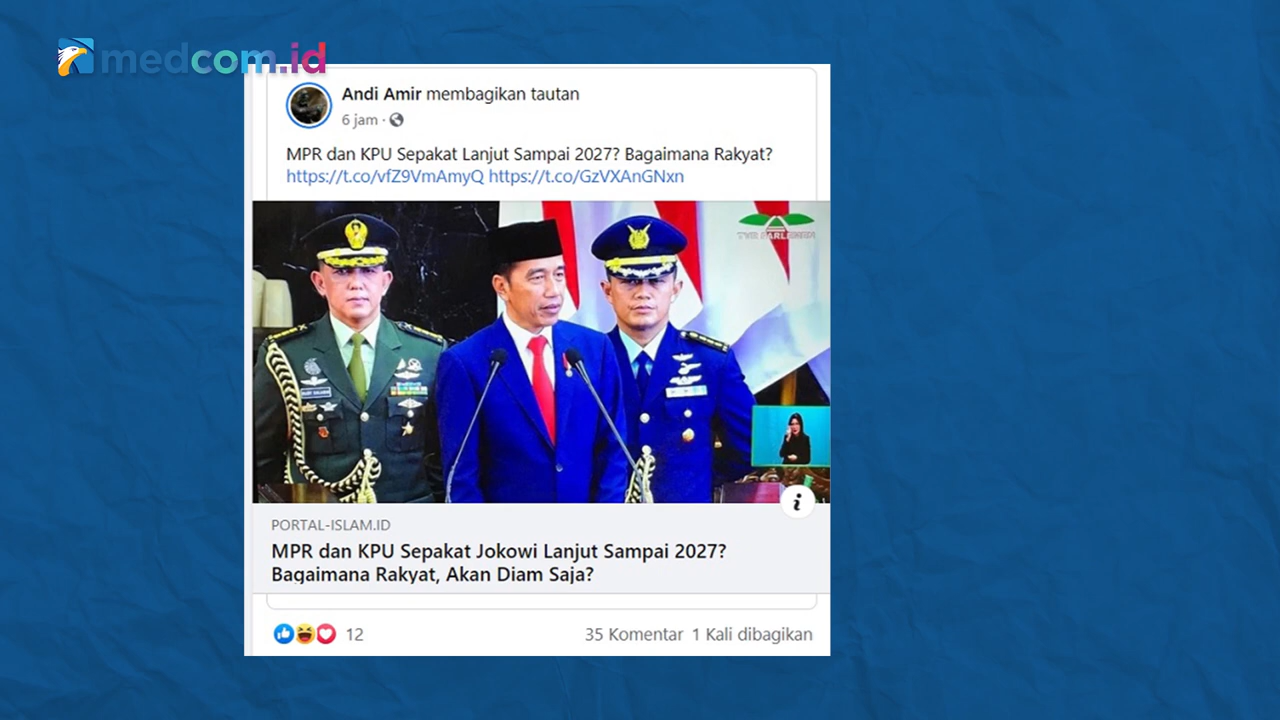 medcom.id
Andi Amir membagikan tautan
6 jam ·
MPR dan KPU Sepakat Lanjut Sampai 2027? Bagaimana Rakyat?
https://t.co/vfZ9VmAmyQ https://t.co/GzVXAnGNxn
TVR PARLEMEN
PORTAL-ISLAM.ID
MPR dan KPU Sepakat Jokowi Lanjut Sampai 2027?
Bagaimana Rakyat, Akan Diam Saja?
12
35 Komentar 1 Kali dibagikan